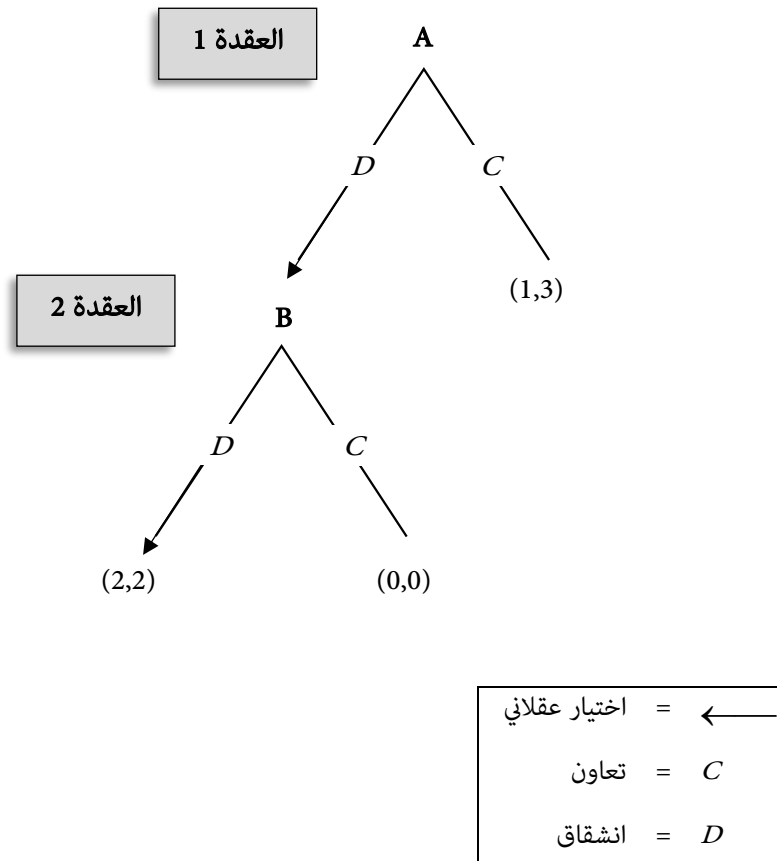 العقدة 1
A
D
C
(1,3)
العقدة 2
B
D
C
(2,2)
(0,0)
← = اختيار عقلاني
C = تعاون
D = انشقاق